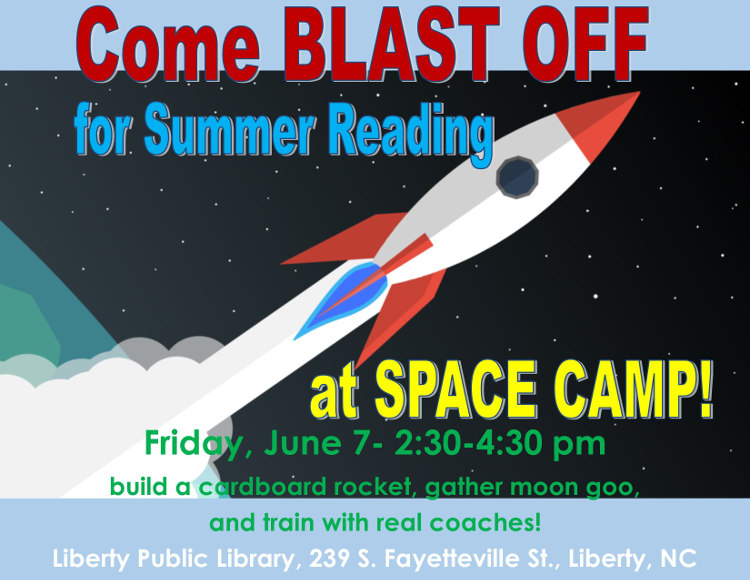 Come BLAST OFF
for Summer Reading
at SPACE CAMP!
Friday, June 7- 2:30-4:30 pm
build a cardboard rocket, gather moon goo,
and train with real coaches!
Liberty Public Library, 239 S. Fayetteville St., Liberty, NC